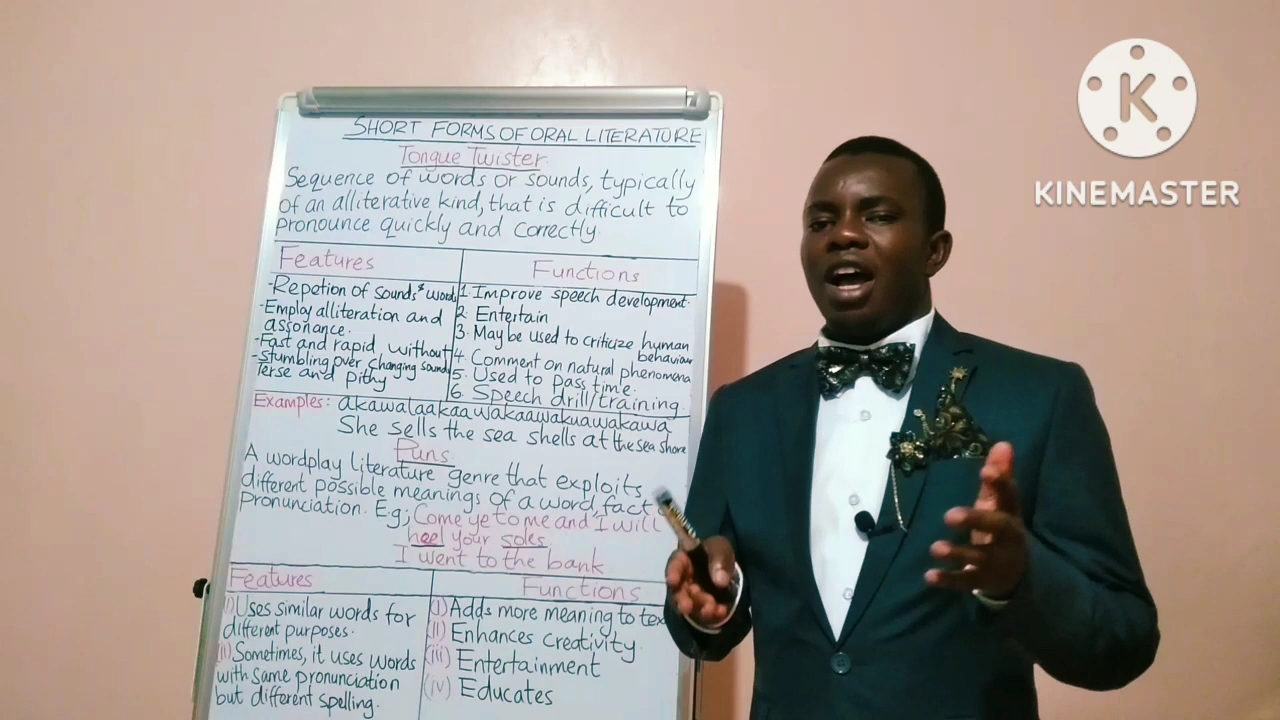 SHORT FORMS OF ORAL LITERATURE
Tongue Twister
Sequence of words or sounds, typically
of an alliterative kind, that is difficult to
pronounce quickly and correctly.
Features
-Repetion of sounds & words
-Employ alliteration and
assonance.
-Fast and rapid, without
-Stumbling over changing sounds
Terse and pithy
Functions
1. Improve speech development.
2. Entertain
3. May be used to criticize human
behaviour
4. Comment on natural phenomena
5. Used to pass time.
6. Speech drill/training
Examples: akawalaakaawakaawakuawakawa
She sells the sea shells at the sea shore
Puns
A wordplay literature genre that exploits
different possible meanings of a word, fact
pronunciation. E.g; Come ye to me and I will
heel your soles
I went to the bank
Features
(i) Uses similar words for
different purposes.
(ii) Sometimes, it uses words
with same pronunciation
but different spelling.
Functions
(i) Adds more meaning to tex
(ii) Enhances creativity.
(iii) Entertainment
(iv) Educates
K
KINEMASTER